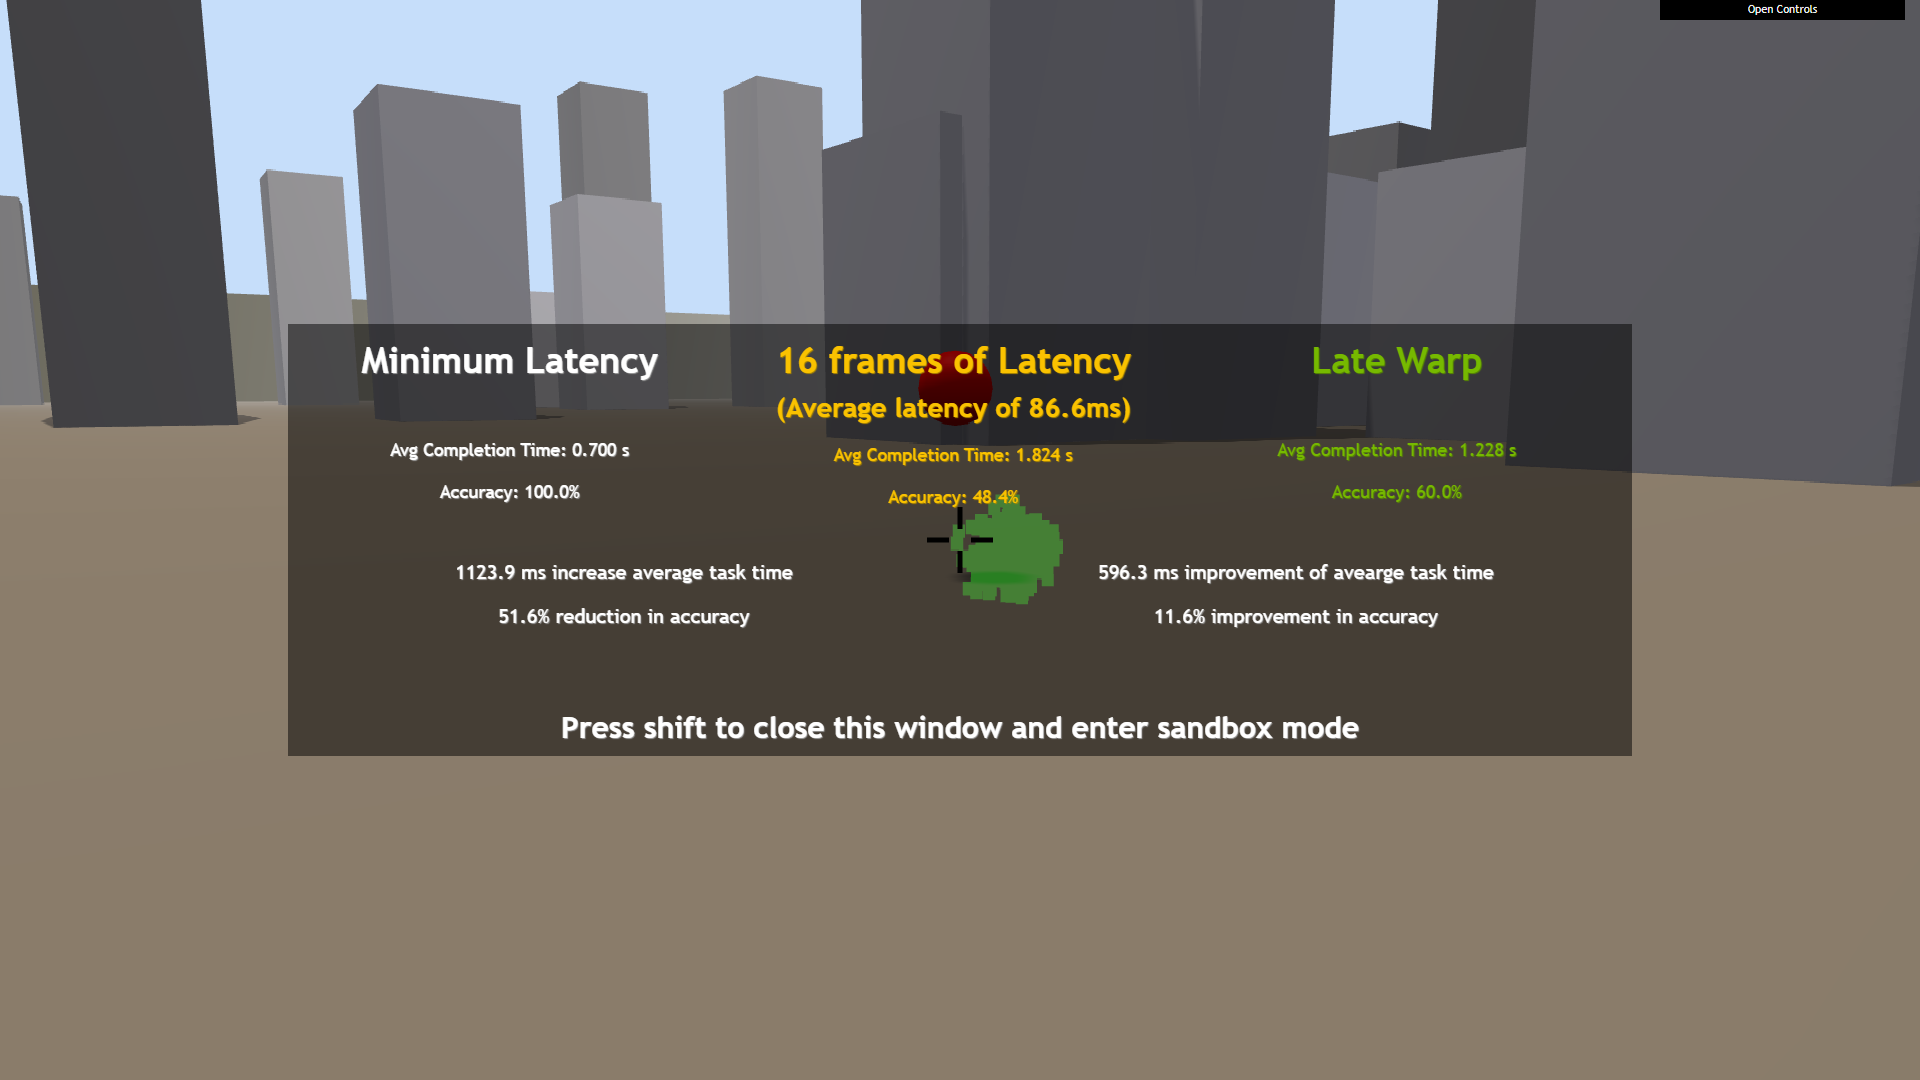 Open Controls
Minimum Latency
16 frames of Latency
Late Warp
(Average latency of 86.6ms)
Avg Completion Time: 0.700 s
Avg Completion Time: 1.824 s
Avg Completion Time: 1.228 s
Accuracy: 100.0%
Accuracy: 48.4%
Accuracy: 60.0%
1123.9 ms increase average task time
596.3 ms improvement of avearge task time
51.6% reduction in accuracy
11.6% improvement in accuracy
Press shift to close this window and enter sandbox mode